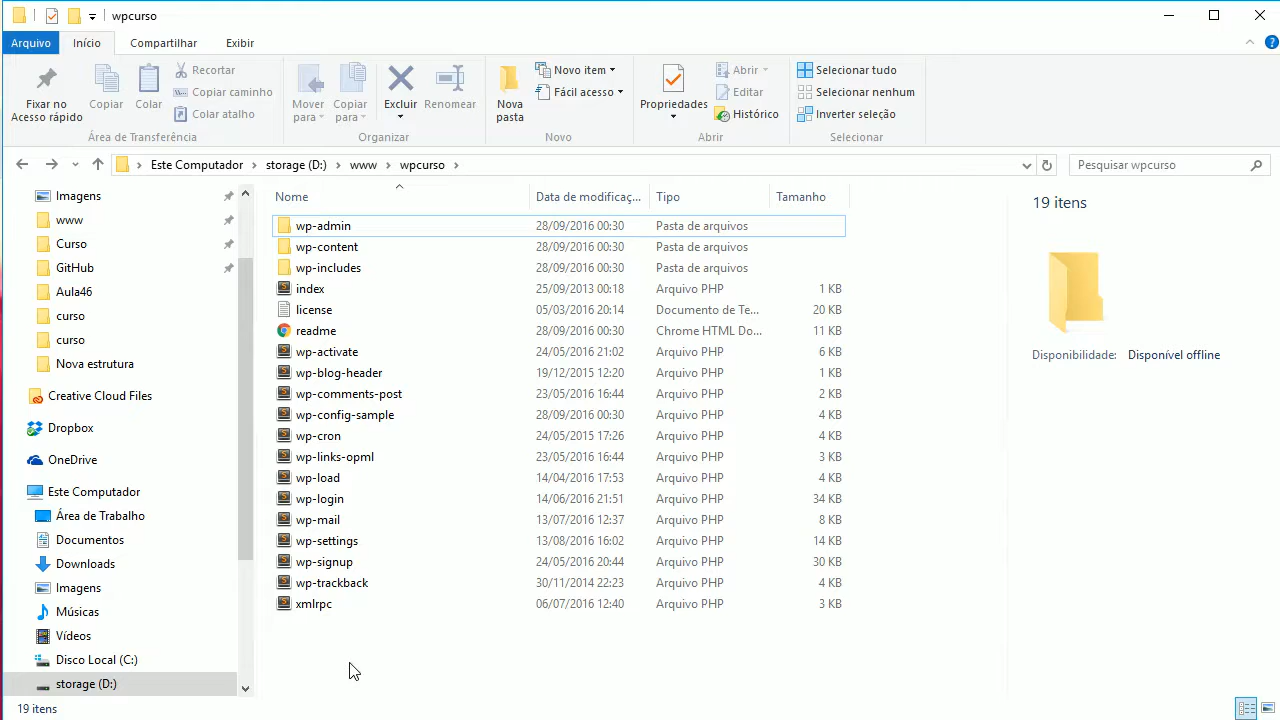 wpcurso
Arquivo Início Compartilhar Exibir
Fixar no Acesso rápido
Copiar
Colar
Recortar
Copiar caminho
Colar atalho
Área de Transferência
Mover para
Copiar para
Excluir
Renomear
Organizar
Nova pasta
Novo item
Fácil acesso
Novo
Propriedades
Abrir
Editar
Histórico
Abrir
Selecionar tudo
Selecionar nenhum
Inverter seleção
Selecionar
Este Computador storage (D:) www wpcurso
Pesquisar wpcurso
Imagens
www
Curso
GitHub
Aula46
curso
curso
Nova estrutura
Creative Cloud Files
Dropbox
OneDrive
Este Computador
Área de Trabalho
Documentos
Downloads
Imagens
Músicas
Vídeos
Disco Local (C:)
storage (D:)
Nome Data de modificaç... Tipo Tamanho
wp-admin 28/09/2016 00:30 Pasta de arquivos
wp-content 28/09/2016 00:30 Pasta de arquivos
wp-includes 28/09/2016 00:30 Pasta de arquivos
index 25/09/2013 00:18 Arquivo PHP 1 KB
license 05/03/2016 20:14 Documento de Te... 20 KB
readme 28/09/2016 00:30 Chrome HTML Do... 11 KB
wp-activate 24/05/2016 21:02 Arquivo PHP 6 KB
wp-blog-header 19/12/2015 12:20 Arquivo PHP 1 KB
wp-comments-post 23/05/2016 16:44 Arquivo PHP 2 KB
wp-config-sample 28/09/2016 00:30 Arquivo PHP 4 KB
wp-cron 24/05/2015 17:26 Arquivo PHP 4 KB
wp-links-opml 23/05/2016 16:44 Arquivo PHP 3 KB
wp-load 14/04/2016 17:53 Arquivo PHP 4 KB
wp-login 14/06/2016 21:51 Arquivo PHP 34 KB
wp-mail 13/07/2016 12:37 Arquivo PHP 8 KB
wp-settings 13/08/2016 16:02 Arquivo PHP 14 KB
wp-signup 24/05/2016 20:44 Arquivo PHP 30 KB
wp-trackback 30/11/2014 22:23 Arquivo PHP 4 KB
xmlrpc 06/07/2016 12:40 Arquivo PHP 3 KB
19 itens
Disponibilidade: Disponível offline
19 itens